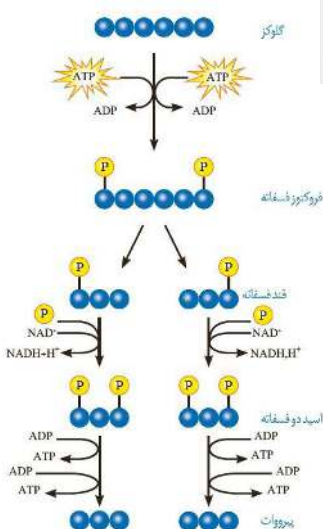 گلوکز
ATP ATP
ADP ADP
P P
فروکتوز فسفاته
P P
قند فسفاته
P P
NAD⁺ NAD⁺
NADH+H⁺ NADH,H⁺
P P P P
اسید دو فسفاته
ADP ADP
ATP ATP
ADP ADP
ATP ATP
پیرووات